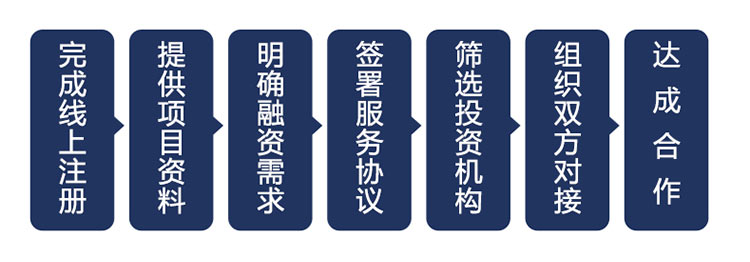 完成线上注册
提供项目资料
明确融资需求
签署服务协议
筛选投资机构
组织双方对接
达成合作